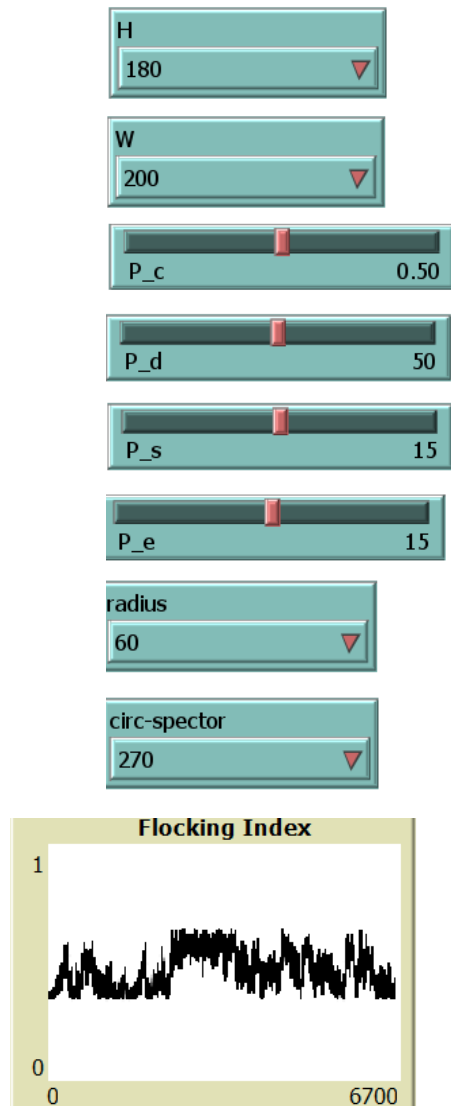 H
180
W
200
P_c 0.50
P_d 50
P_s 15
P_e 15
radius
60
circ-spector
270
Flocking Index
1
0
0 6700